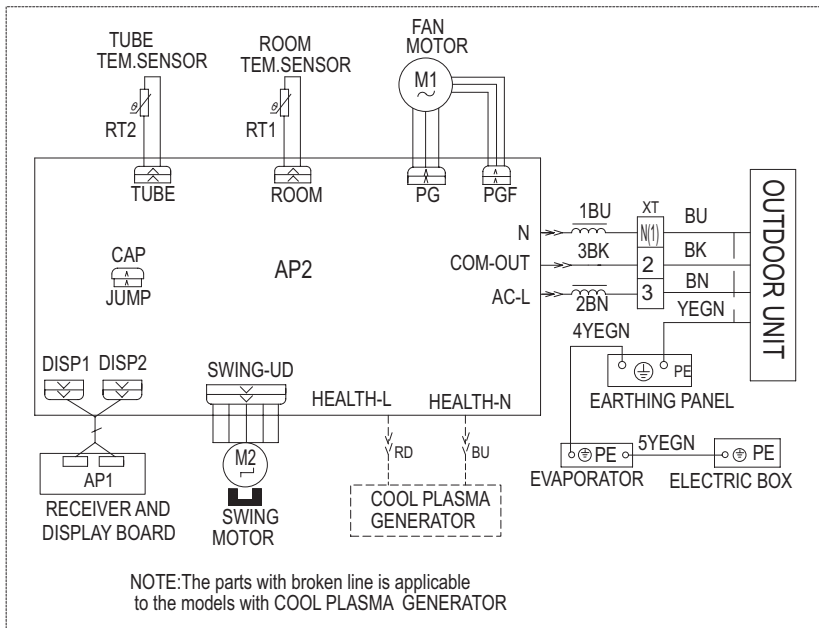 TUBE
TEM.SENSOR
ROOM
TEM.SENSOR
FAN
MOTOR
M1
θ
RT2
θ
RT1
TUBE
ROOM
PG
PGF
OUTDOOR UNIT
N
1BU
XT
N(1)
BU
CAP
JUMP
AP2
COM-OUT
3BK
2
BK
AC-L
2BN
3
BN
YEGN
4YEGN
PE
EARTHING PANEL
DISP1
DISP2
SWING-UD
HEALTH-L
HEALTH-N
RD
BU
AP1
RECEIVER AND
DISPLAY BOARD
M2
SWING
MOTOR
COOL PLASMA
GENERATOR
PE
5YEGN
PE
EVAPORATOR
ELECTRIC BOX
NOTE:The parts with broken line is applicable
to the models with COOL PLASMA GENERATOR